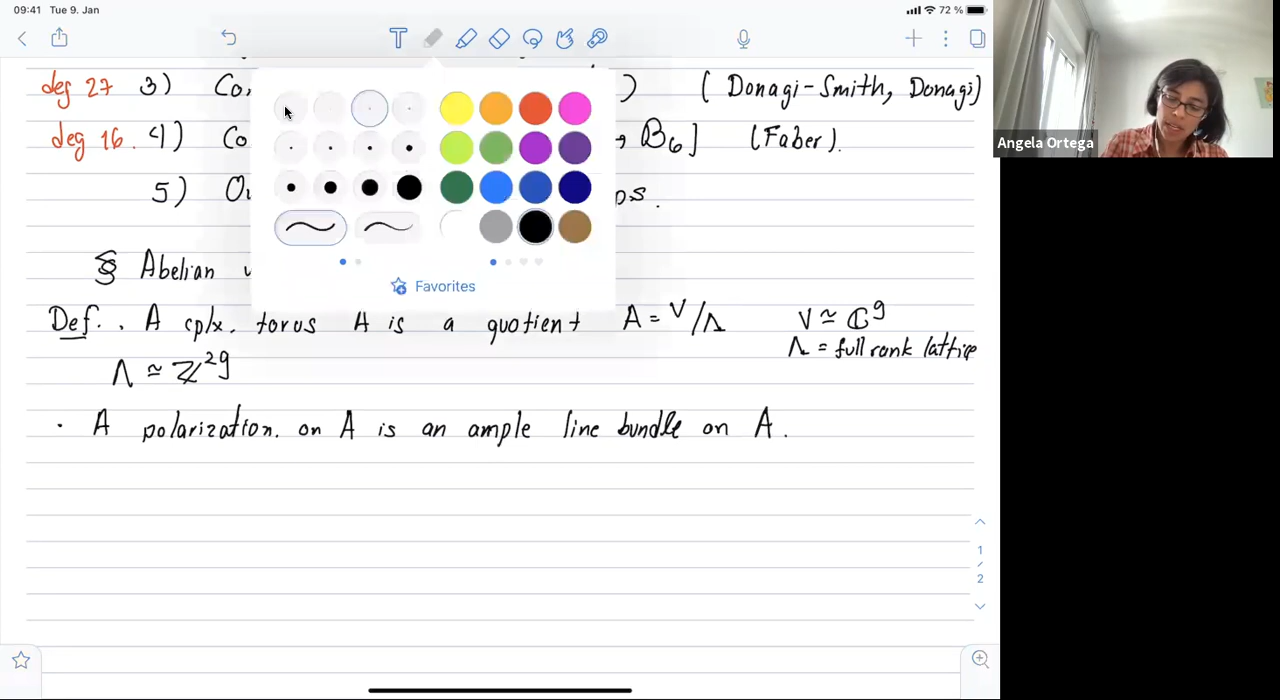 09:41 Tue 9. Jan 72 %
deg 27 3) Co ) (Donagi-Smith, Donagi)
deg 16. 4) Co , B6] (Faber).
Angela Ortega
5) Ou ps.
§ Abelian v
Favorites
Def. . A cplx. torus A is a quotient A = V/Λ V ≃ ℂ^g
Λ = full rank lattice
Λ ≃ ℤ^2g
· A polarization. on A is an ample line bundle on A.
1
/
2